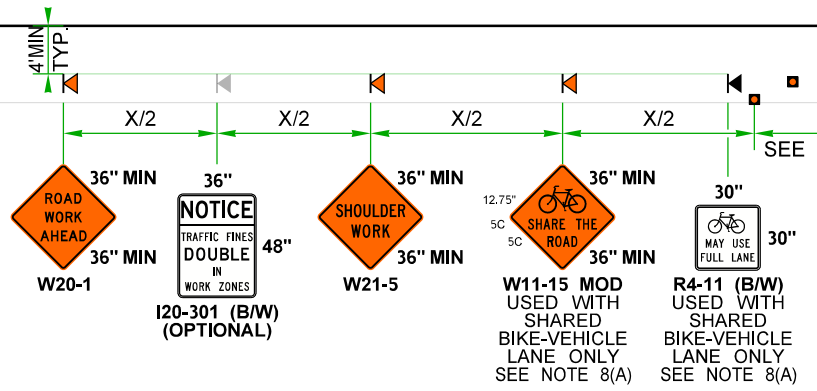 4'MIN
TYP.
X/2
X/2
X/2
X/2
SEE
ROAD
WORK
AHEAD
36" MIN
36" MIN
W20-1
36"
NOTICE
TRAFFIC FINES
DOUBLE
IN
WORK ZONES
48"
I20-301 (B/W)
(OPTIONAL)
SHOULDER
WORK
36" MIN
36" MIN
W21-5
12.75"
5C
5C
SHARE THE
ROAD
36" MIN
36" MIN
W11-15 MOD
USED WITH
SHARED
BIKE-VEHICLE
LANE ONLY
SEE NOTE 8(A)
30"
MAY USE
FULL LANE
30"
R4-11 (B/W)
USED WITH
SHARED
BIKE-VEHICLE
LANE ONLY
SEE NOTE 8(A)